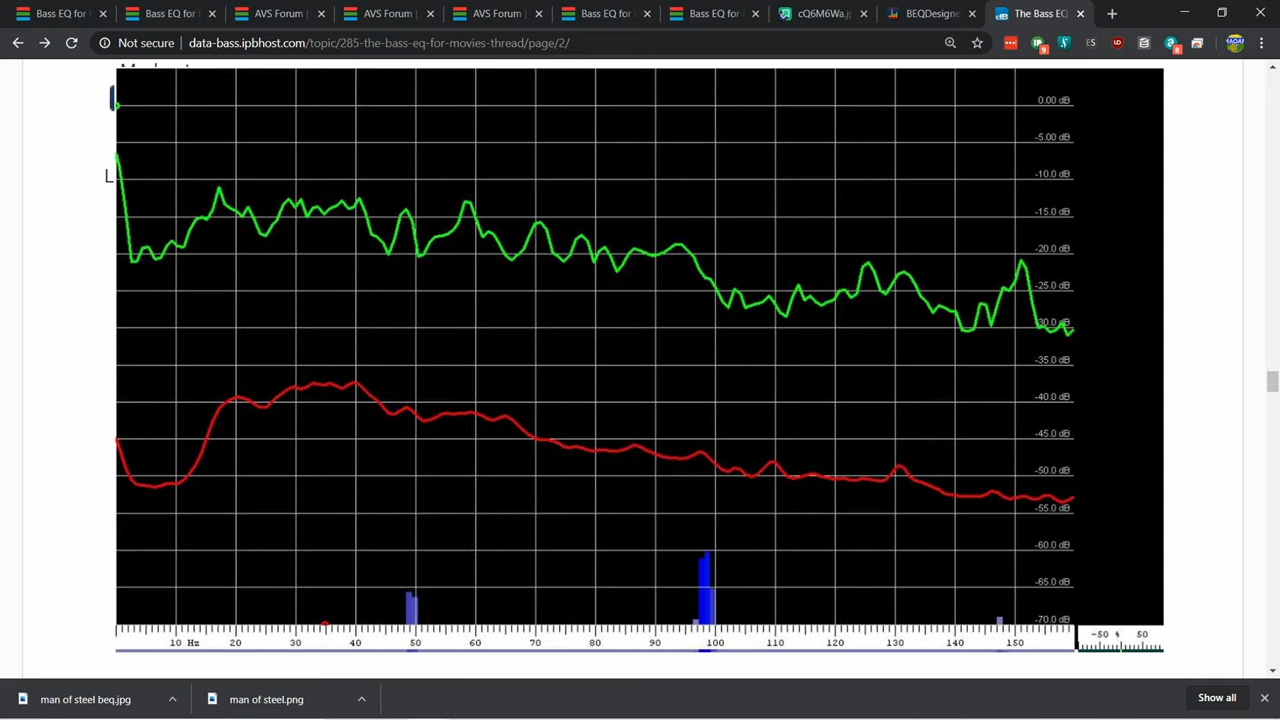 Bass EQ for
Bass EQ for
AVS Forum
AVS Forum
AVS Forum
Bass EQ for
Bass EQ for
cQ6M6Wa.j
BEQDesigne
The Bass EQ
Not secure
data-bass.ipbhost.com/topic/285-the-bass-eq-for-movies-thread/page/2/
9
ES
8
L
0.00 dB
-5.00 dB
-10.0 dB
-15.0 dB
-20.0 dB
-25.0 dB
-30.0 dB
-35.0 dB
-40.0 dB
-45.0 dB
-50.0 dB
-55.0 dB
-60.0 dB
-65.0 dB
-70.0 dB
10 Hz 20 30 40 50 60 70 80 90 100 110 120 130 140 150
-50 % 50
man of steel beq.jpg
man of steel.png
Show all